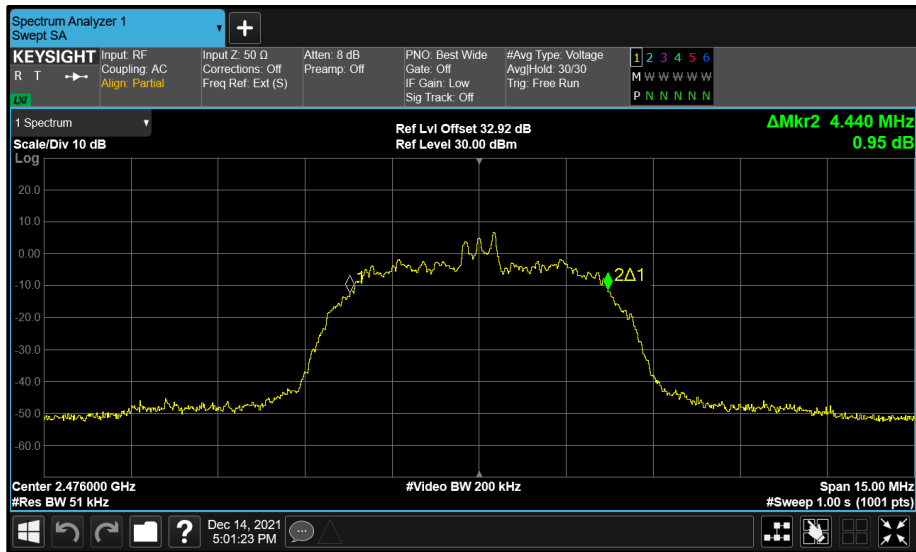 Spectrum Analyzer 1
Swept SA
KEYSIGHT
R T
LXI
Input: RF
Coupling: AC
Align: Partial
Input Z: 50 Ω
Corrections: Off
Freq Ref: Ext (S)
Atten: 8 dB
Preamp: Off
PNO: Best Wide
Gate: Off
IF Gain: Low
Sig Track: Off
#Avg Type: Voltage
Avg|Hold: 30/30
Trig: Free Run
1 2 3 4 5 6
M W W W W W
P N N N N N
1 Spectrum
Scale/Div 10 dB
Ref Lvl Offset 32.92 dB
Ref Level 30.00 dBm
ΔMkr2 4.440 MHz
0.95 dB
Log
20.0
10.0
0.00
-10.0
-20.0
-30.0
-40.0
-50.0
-60.0
1
2Δ1
Center 2.476000 GHz
#Res BW 51 kHz
#Video BW 200 kHz
Span 15.00 MHz
#Sweep 1.00 s (1001 pts)
Dec 14, 2021
5:01:23 PM